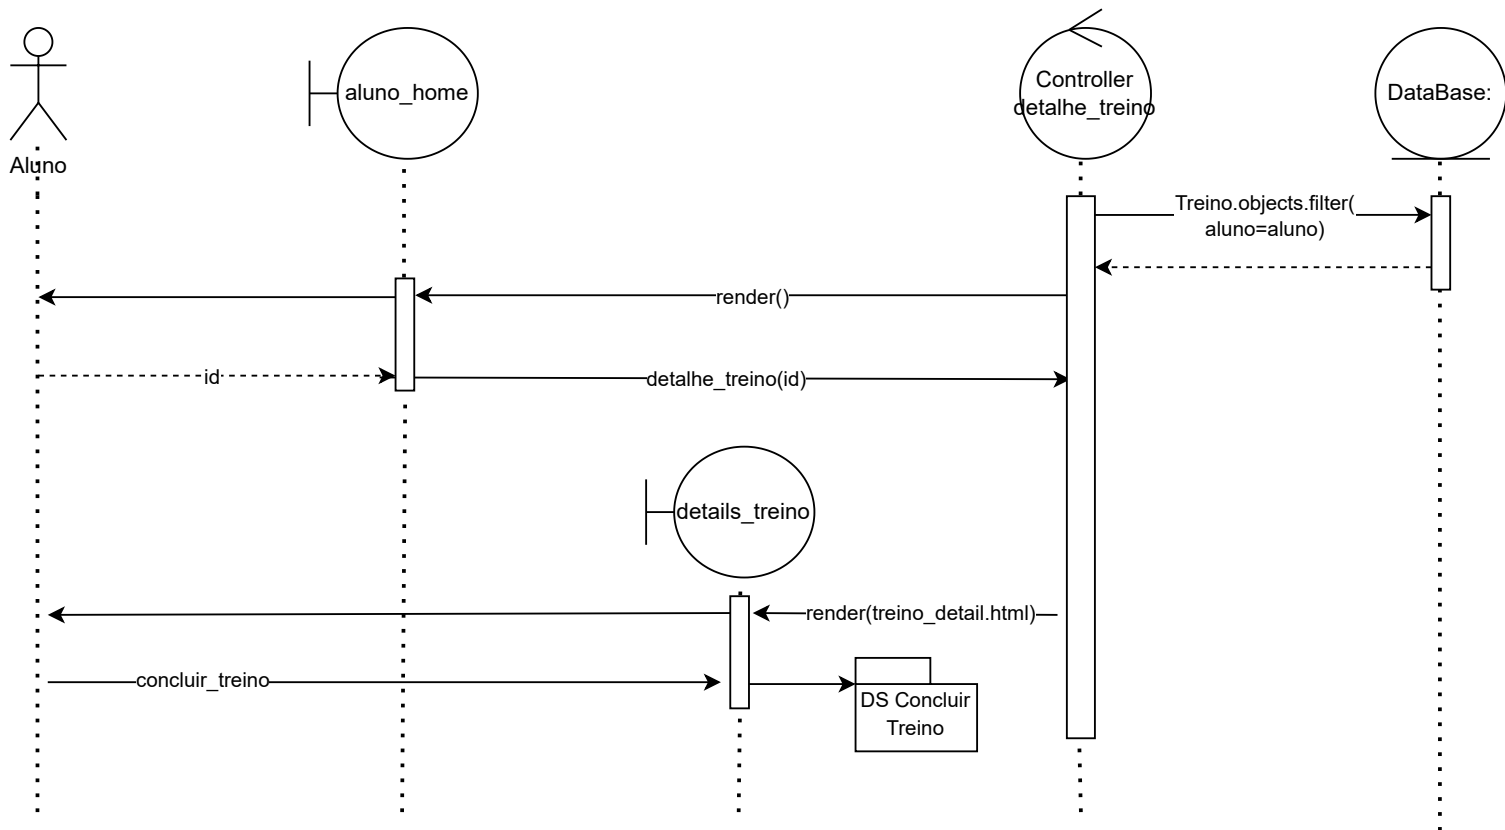 Aluno
aluno_home
Controller
detalhe_treino
DataBase:
Treino.objects.filter(
aluno=aluno)
render()
id
detalhe_treino(id)
details_treino
render(treino_detail.html)
concluir_treino
DS Concluir
Treino